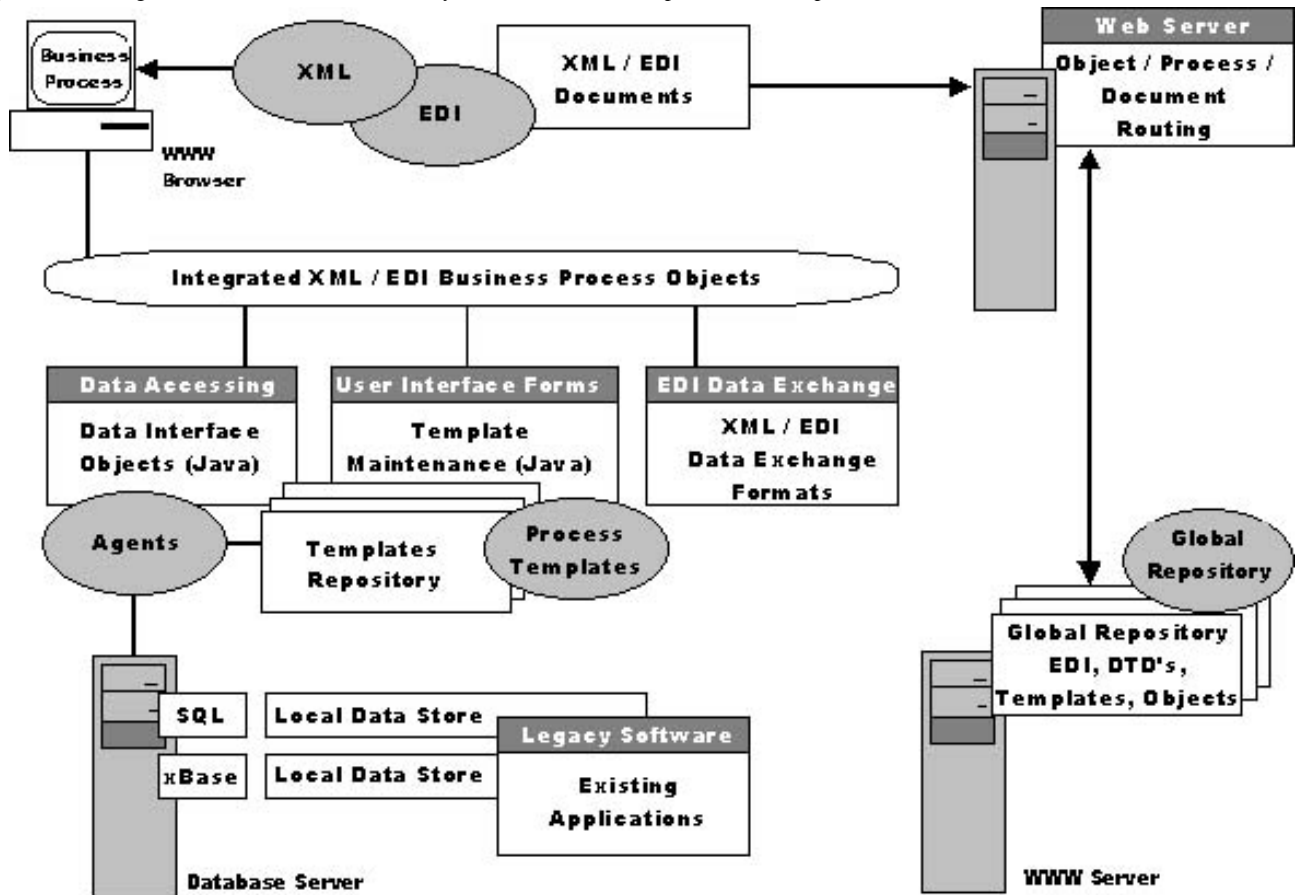 Business
Process
WWW
Browser
XML
EDI
XML / EDI
Documents
Web Server
Object / Process /
Document
Routing
Integrated XML / EDI Business Process Objects
Data Accessing
Data Interface
Objects (Java)
User Interface Forms
Template
Maintenance (Java)
EDI Data Exchange
XML / EDI
Data Exchange
Formats
Agents
Templates
Repository
Process
Templates
Global
Repository
Global Repository
EDI, DTD's,
Templates, Objects
SQL
Local Data Store
xBase
Local Data Store
Legacy Software
Existing
Applications
Database Server
WWW Server